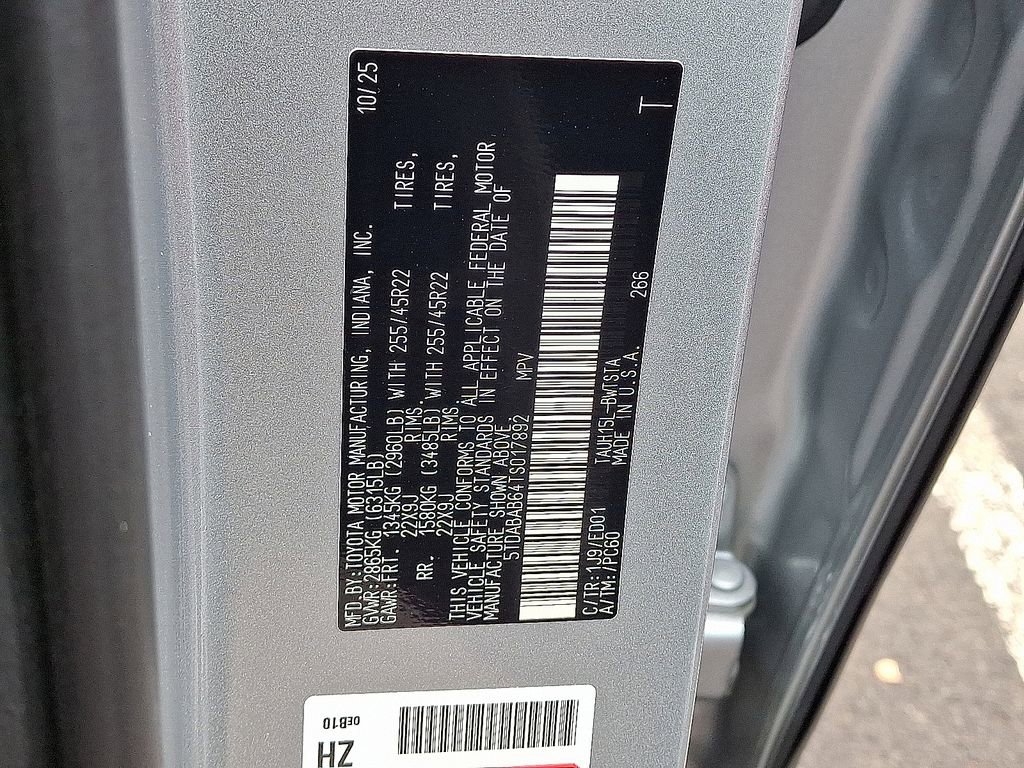 MFD.BY:TOYOTA MOTOR MANUFACTURING, INDIANA, INC. 10/25
GVWR:2865KG (6315LB)
GAWR:FRT. 1345KG (2960LB) WITH 255/45R22 TIRES,
22X9J RIMS.
RR. 1580KG (3485LB) WITH 255/45R22 TIRES,
22X9J RIMS.
THIS VEHICLE CONFORMS TO ALL APPLICABLE FEDERAL MOTOR
VEHICLE SAFETY STANDARDS IN EFFECT ON THE DATE OF
MANUFACTURE SHOWN ABOVE.
5TDABAB641S017892 MPV
C/TR:1J9/ED01 TAUH15L-BWTSTA 266 T
A/TM:7PC60 MADE IN U.S.A.
ZH
0EB10